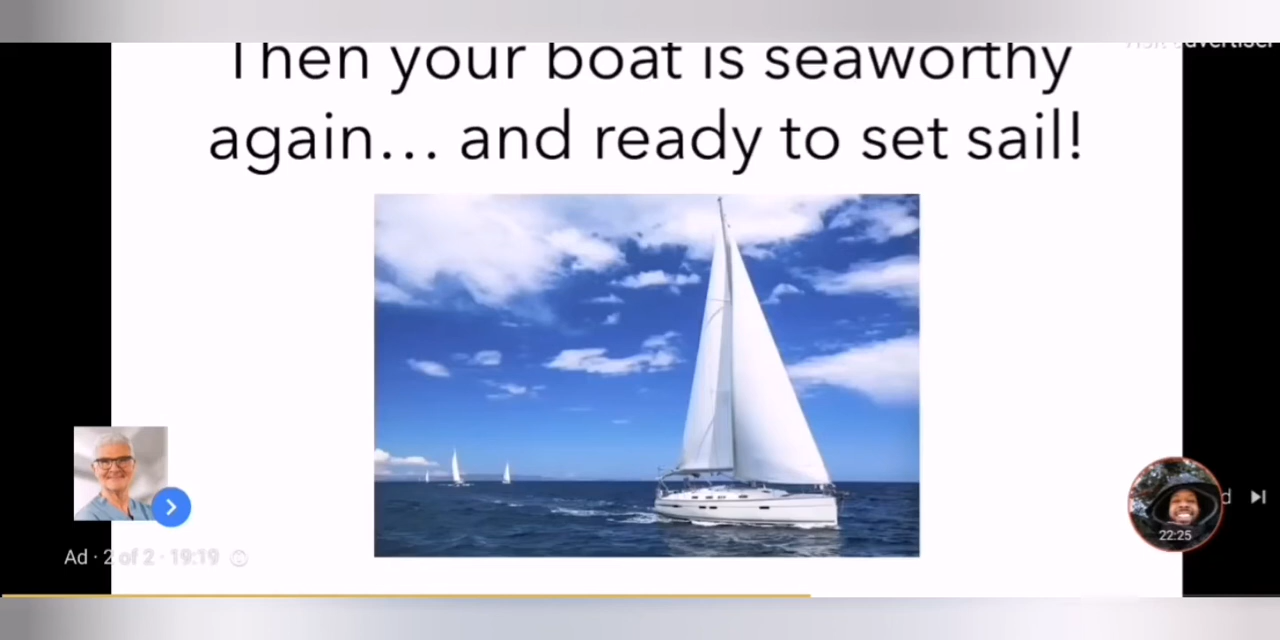 Then your boat is seaworthy
again... and ready to set sail!
Ad · 2 of 2 · 19:19
22:25